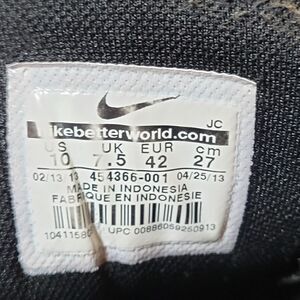 JC
nikebetterworld.com
US UK EUR cm
10 7.5 42 27
02/13/13 454366-001 04/25/13
MADE IN INDONESIA
FABRIQUE EN INDONESIE
UPC 00886059250913